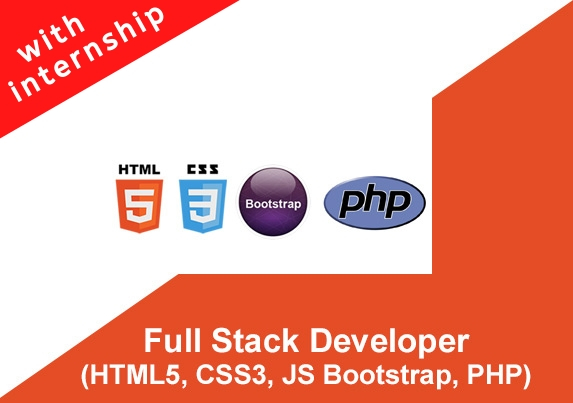 with
internship
HTML
CSS
5
3
Bootstrap
php
Full Stack Developer
(HTML5, CSS3, JS Bootstrap, PHP)